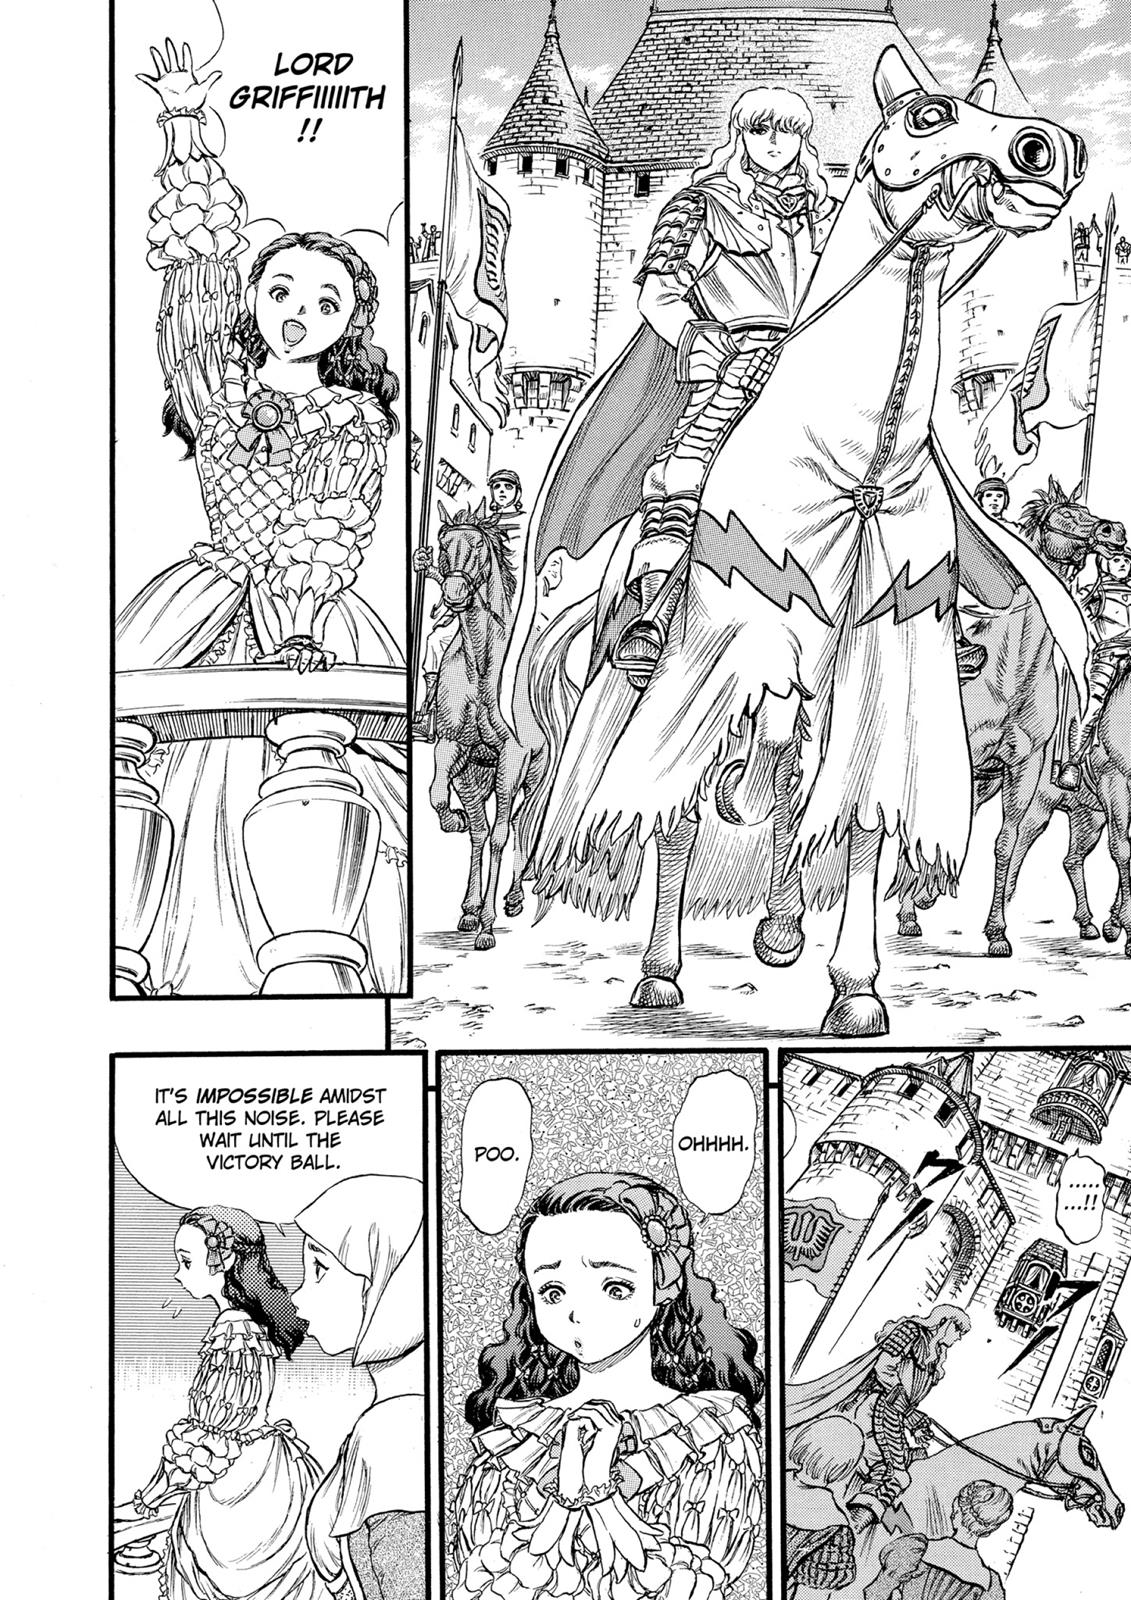 LORD
GRIFFIIIIITH
!!
......
...!!
OHHHH.
POO.
IT'S IMPOSSIBLE AMIDST
ALL THIS NOISE. PLEASE
WAIT UNTIL THE
VICTORY BALL.